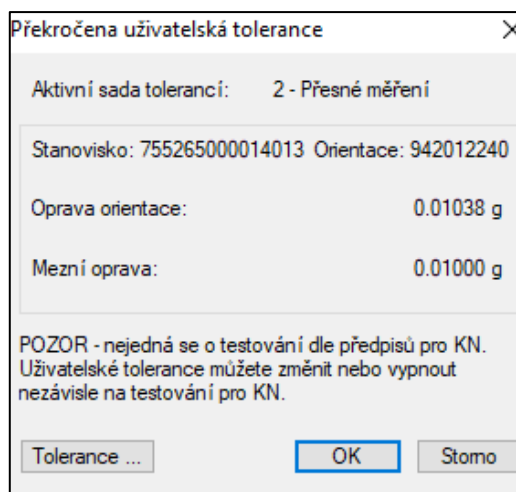 Překročena uživatelská tolerance
Aktivní sada tolerancí: 2 - Přesné měření
Stanovisko: 755265000014013 Orientace: 942012240
Oprava orientace: 0.01038 g
Mezní oprava: 0.01000 g
POZOR - nejedná se o testování dle předpisů pro KN.
Uživatelské tolerance můžete změnit nebo vypnout
nezávisle na testování pro KN.
Tolerance ... OK Storno